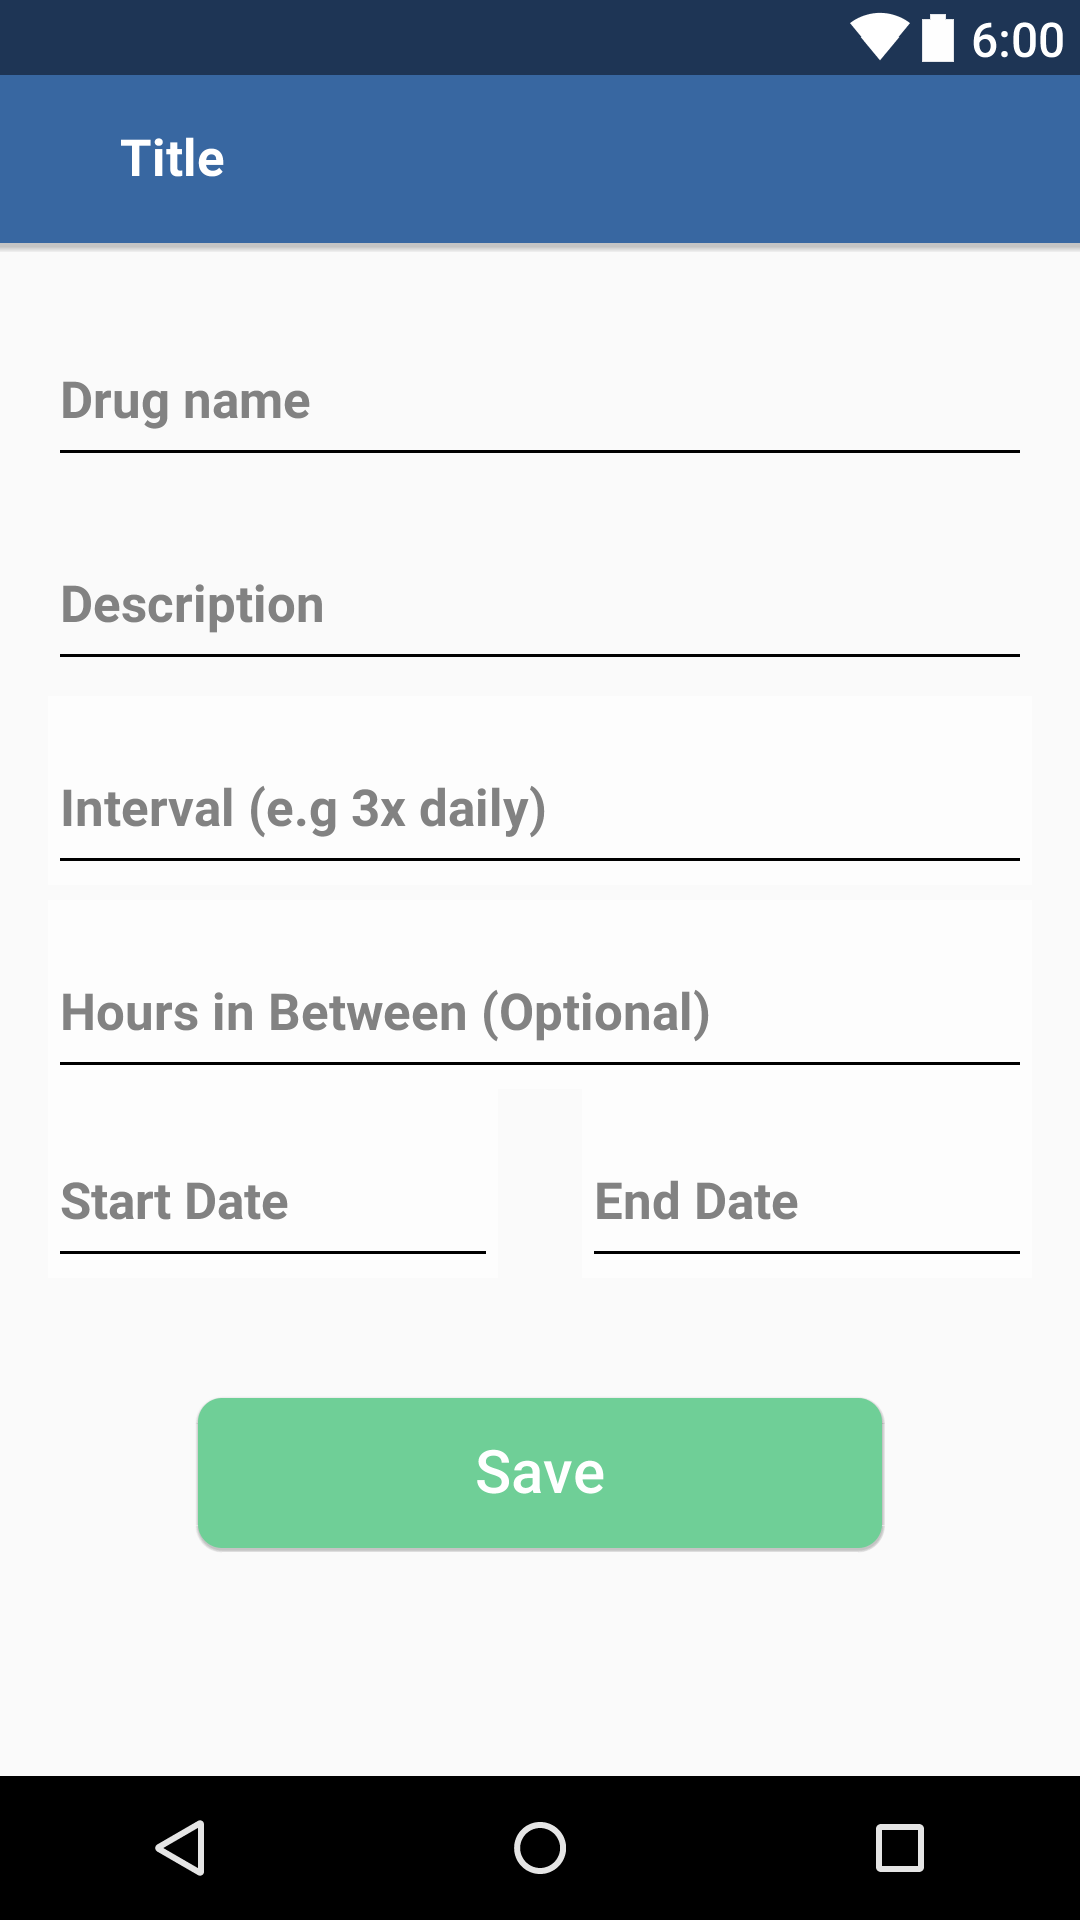 6:00
Title
Drug name
Description
Interval (e.g 3x daily)
Hours in Between (Optional)
Start Date End Date
Save